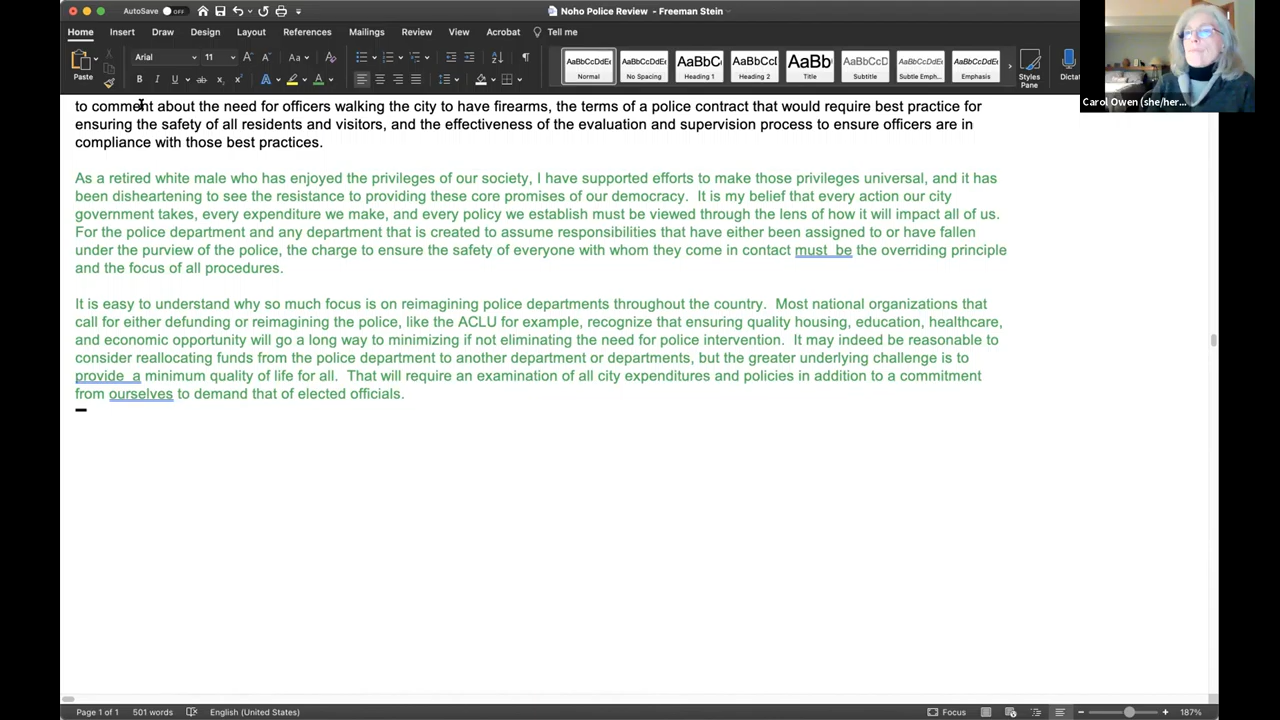 AutoSave OFF
Noho Police Review - Freeman Stein
Home Insert Draw Design Layout References Mailings Review View Acrobat Tell me
Paste
Arial 11
AaBbCcDdEe AaBbCcDdEe AaBbC AaBbCcD AaBb AaBbCcDdE AaBbCcDdEe AaBbCcDdEe
Normal No Spacing Heading 1 Heading 2 Title Subtitle Subtle Emph... Emphasis
Styles Pane
Dictat
Carol Owen (she/her...
to comment about the need for officers walking the city to have firearms, the terms of a police contract that would require best practice for
ensuring the safety of all residents and visitors, and the effectiveness of the evaluation and supervision process to ensure officers are in
compliance with those best practices.
As a retired white male who has enjoyed the privileges of our society, I have supported efforts to make those privileges universal, and it has
been disheartening to see the resistance to providing these core promises of our democracy.  It is my belief that every action our city
government takes, every expenditure we make, and every policy we establish must be viewed through the lens of how it will impact all of us.
For the police department and any department that is created to assume responsibilities that have either been assigned to or have fallen
under the purview of the police, the charge to ensure the safety of everyone with whom they come in contact must  be the overriding principle
and the focus of all procedures.
It is easy to understand why so much focus is on reimagining police departments throughout the country.  Most national organizations that
call for either defunding or reimagining the police, like the ACLU for example, recognize that ensuring quality housing, education, healthcare,
and economic opportunity will go a long way to minimizing if not eliminating the need for police intervention.  It may indeed be reasonable to
consider reallocating funds from the police department to another department or departments, but the greater underlying challenge is to
provide  a minimum quality of life for all.  That will require an examination of all city expenditures and policies in addition to a commitment
from ourselves to demand that of elected officials.
Page 1 of 1 501 words English (United States) Focus 187%